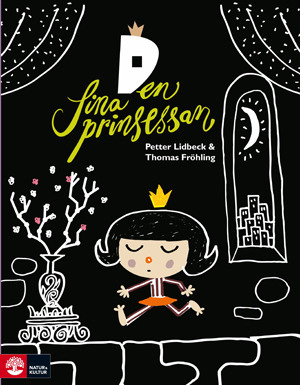 Den
fina
prinsessan
Petter Lidbeck &
Thomas Fröhling
NATUR &
KULTUR